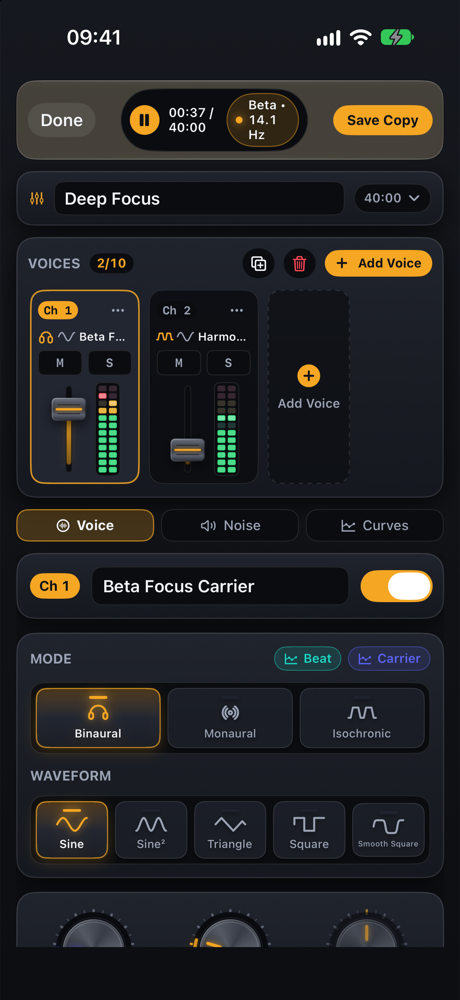 09:41
Done
00:37 /
40:00
Beta •
14.1
Hz
Save Copy
Deep Focus
40:00
VOICES 2/10
+ Add Voice
Ch 1
Beta F...
M S
Ch 2
Harmo...
M S
Add Voice
Voice
Noise
Curves
Ch 1
Beta Focus Carrier
MODE
Beat
Carrier
Binaural
Monaural
Isochronic
WAVEFORM
Sine
Sine²
Triangle
Square
Smooth Square